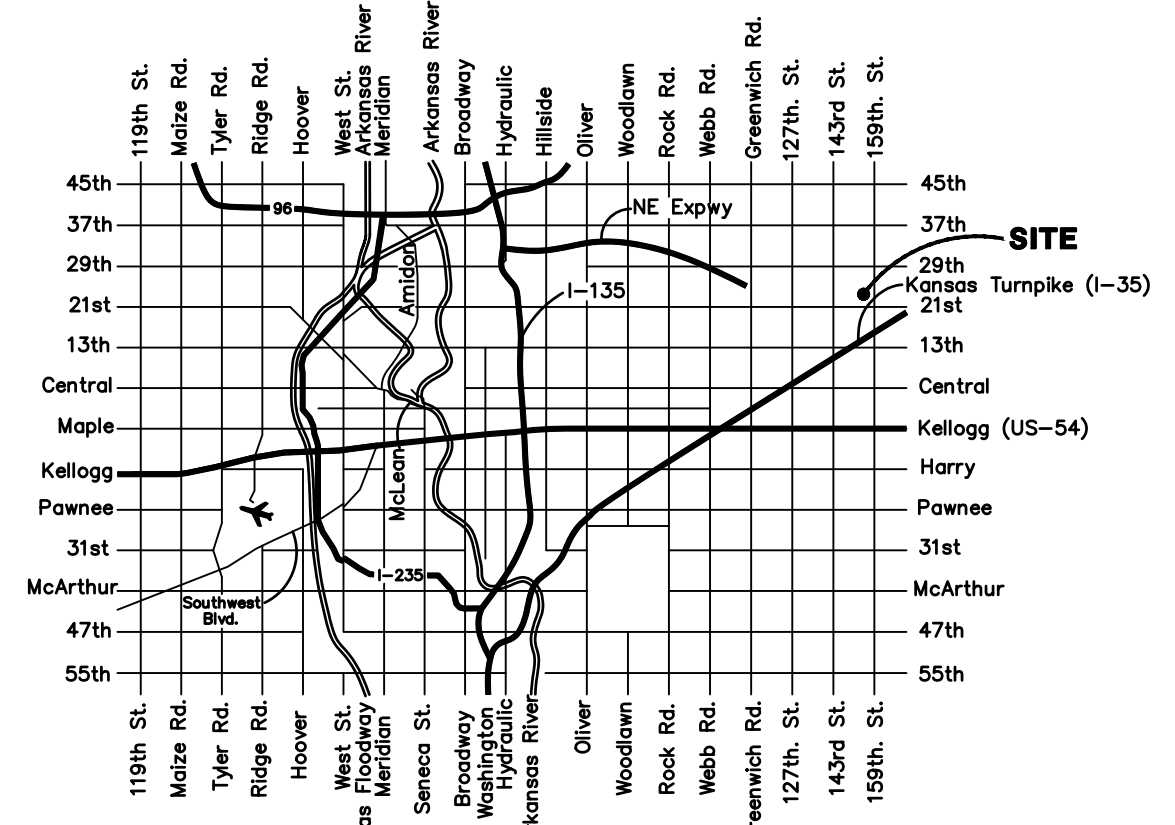 119th St.
Maize Rd.
Tyler Rd.
Ridge Rd.
Hoover
West St.
Arkansas River
Meridian
Arkansas River
Broadway
Hydraulic
Hillside
Oliver
Woodlawn
Rock Rd.
Webb Rd.
Greenwich Rd.
127th. St.
143rd St.
159th. St.
45th
45th
96
NE Expwy
37th
37th
SITE
29th
29th
Amidon
Kansas Turnpike (I-35)
I-135
21st
21st
13th
13th
Central
Central
Maple
Kellogg (US-54)
Kellogg
Harry
McLean
Pawnee
Pawnee
31st
31st
I-235
McArthur
McArthur
Southwest
Blvd.
47th
47th
55th
55th
119th St.
Maize Rd.
Tyler Rd.
Ridge Rd.
Hoover
West St.
as Floodway
Meridian
Seneca St.
Broadway
Washington
Hydraulic
kansas River
Oliver
Woodlawn
Rock Rd.
Webb Rd.
reenwich Rd.
127th. St.
143rd St.
159th. St.